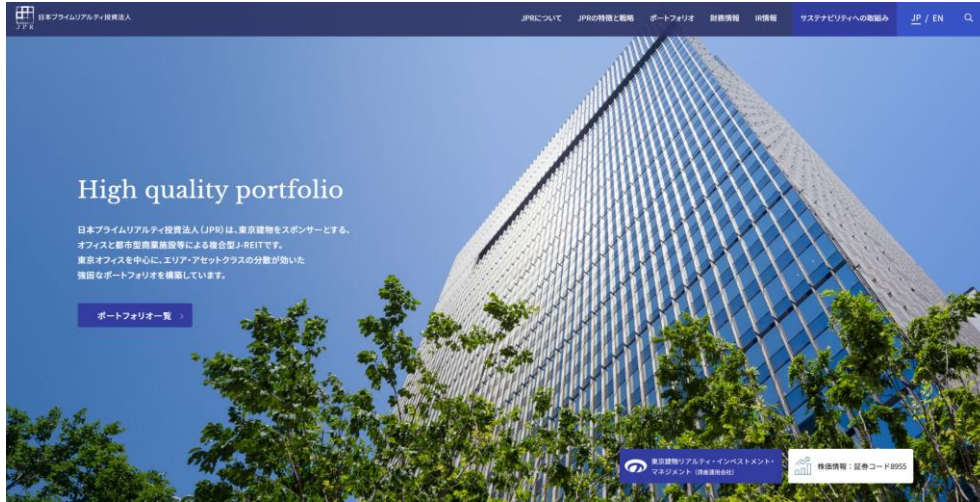 JPR
日本プライムリアルティ投資法人
JPRについて
JPRの特徴と戦略
ポートフォリオ
財務情報
IR情報
サステナビリティへの取組み
JP / EN
High quality portfolio
日本プライムリアルティ投資法人(JPR)は、東京建物をスポンサーとする、
オフィスと都市型商業施設等による複合型J-REITです。
東京オフィスを中心に、エリア・アセットクラスの分散が効いた
強固なポートフォリオを構築しています。
ポートフォリオ一覧
東京建物リアルティ・インベストメント・
マネジメント（資産運用会社）
株価情報：証券コード8955